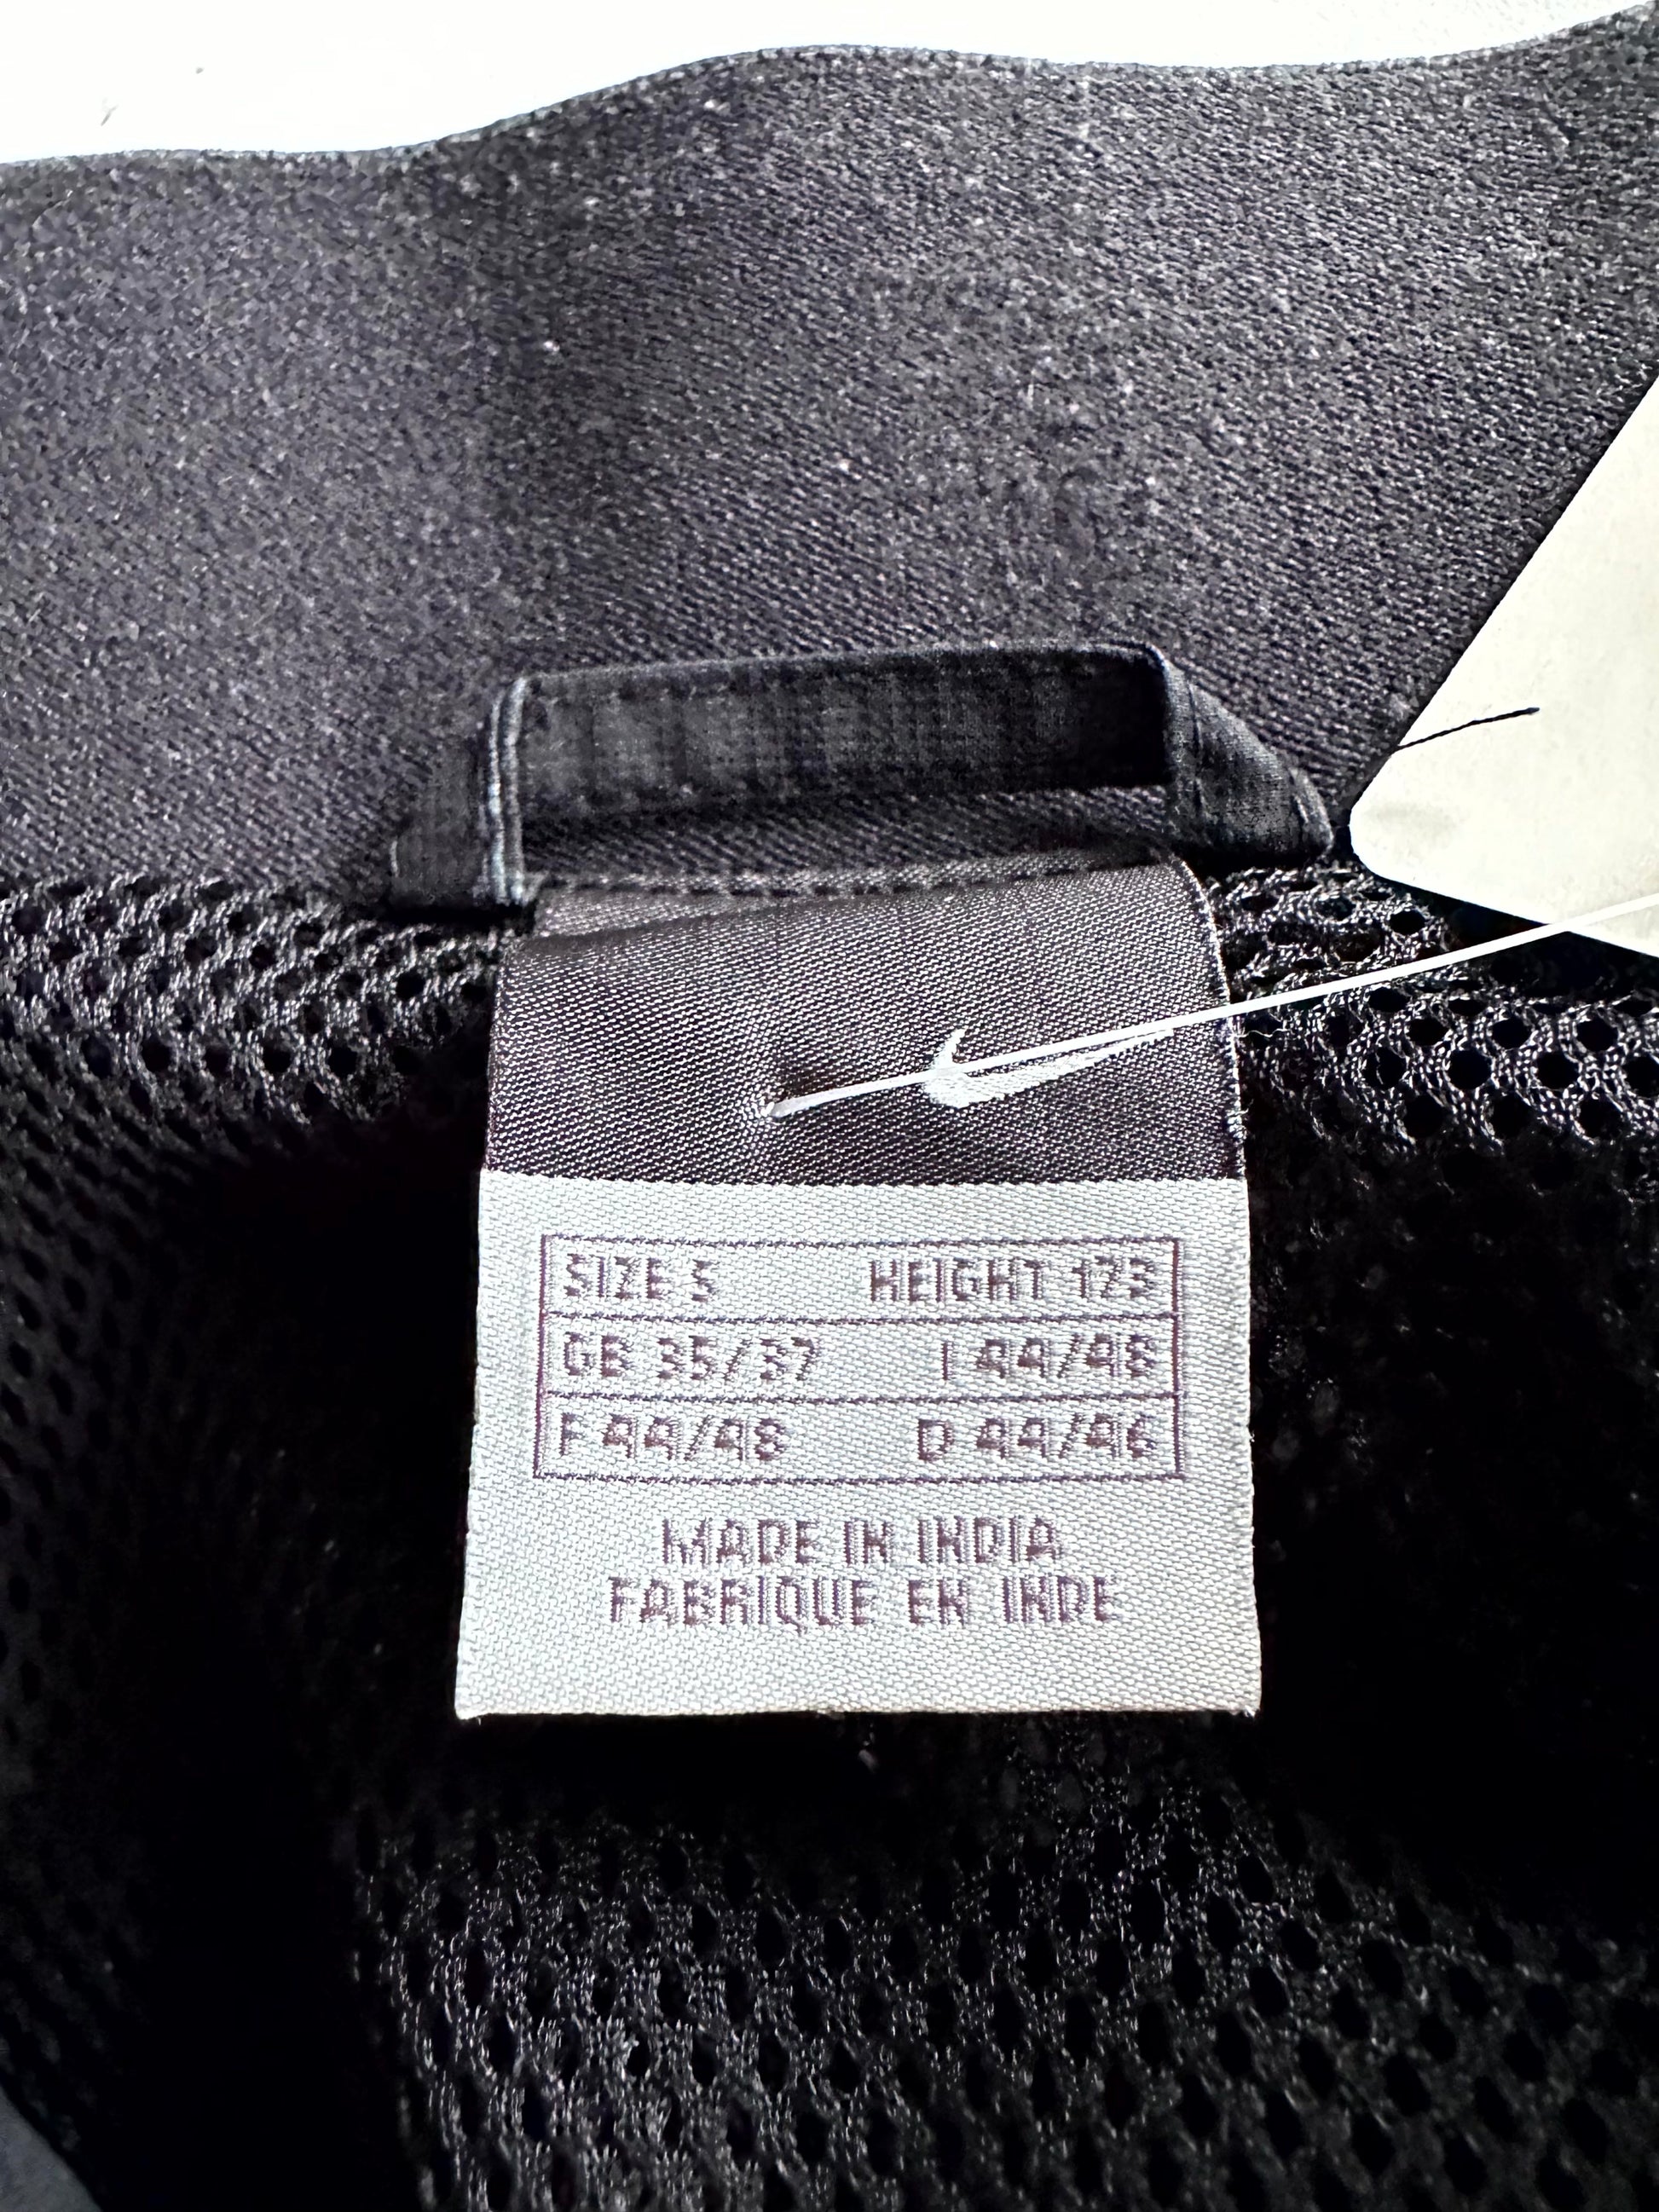 SIZE S HEIGHT 173
GB 35/37 I 44/48
F 44/48 D 44/46
MADE IN INDIA
FABRIQUE EN INDE